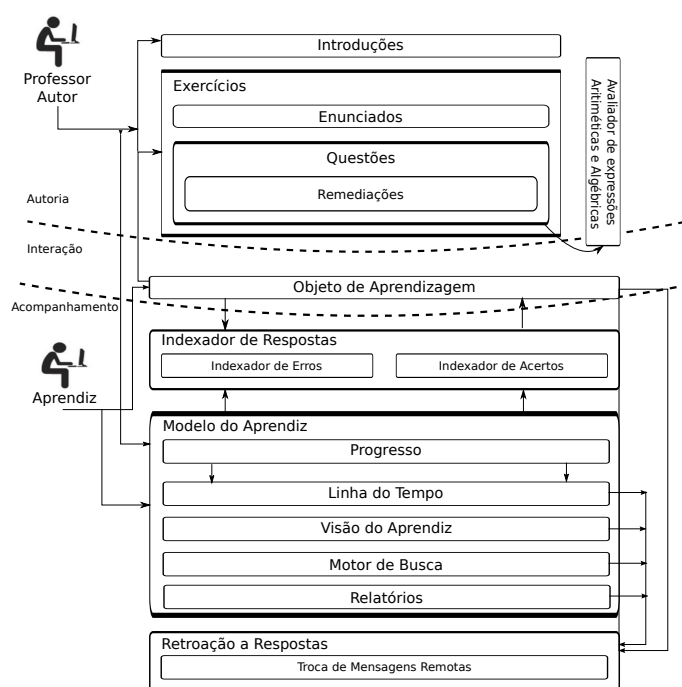 Introduções
Professor
Autor
Exercícios
Enunciados
Questões
Remediações
Avaliador de expressões
Aritiméticas e Algébricas
Autoria
Interação
Objeto de Aprendizagem
Acompanhamento
Indexador de Respostas
Indexador de Erros
Indexador de Acertos
Aprendiz
Modelo do Aprendiz
Progresso
Linha do Tempo
Visão do Aprendiz
Motor de Busca
Relatórios
Retroação a Respostas
Troca de Mensagens Remotas